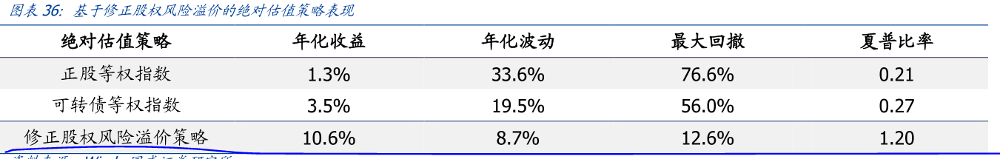 图表 36：基于修正股权风险溢价的绝对估值策略表现
绝对估值策略 年化收益 年化波动 最大回撤 夏普比率
正股等权指数 1.3% 33.6% 76.6% 0.21
可转债等权指数 3.5% 19.5% 56.0% 0.27
修正股权风险溢价策略 10.6% 8.7% 12.6% 1.20